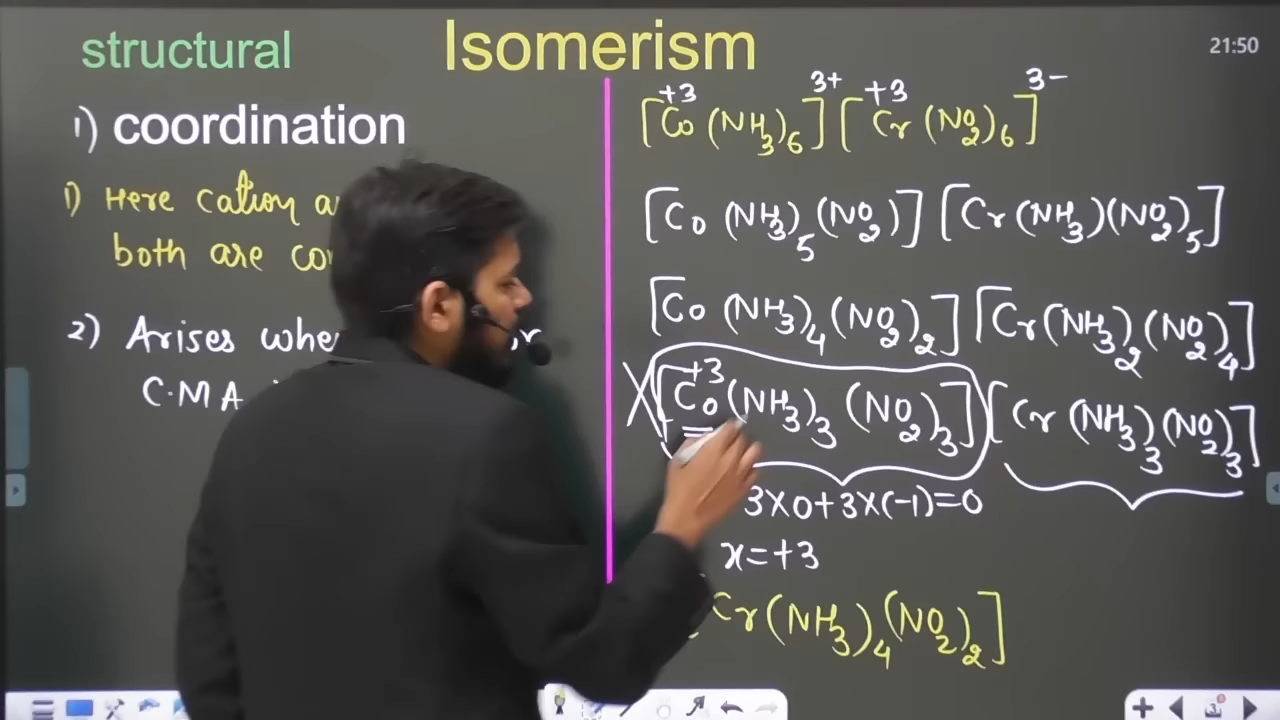 structural
Isomerism
21:50
1) coordination
1) Here cation
both are
2) Arises
C.M.A
[Co⁺³(NH₃)₆]³⁺[Cr⁺³(NO₂)₆]³⁻
[Co(NH₃)₅(NO₂)][Cr(NH₃)(NO₂)₅]
[Co(NH₃)₄(NO₂)₂][Cr(NH₃)₂(NO₂)₄]
X[Co⁺³(NH₃)₃(NO₂)₃][Cr(NH₃)₃(NO₂)₃]
3×0+3×(-1)=0
x=+3
Cr(NH₃)₄(NO₂)₂]
3